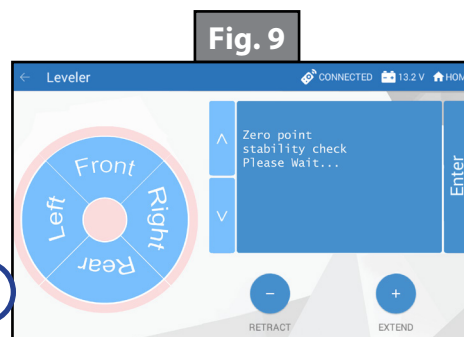 Fig. 9
← Leveler CONNECTED 13.2 V HOM
Front
Left
Right
Rear
Zero point
stability check
Please Wait...
Enter
RETRACT
EXTEND